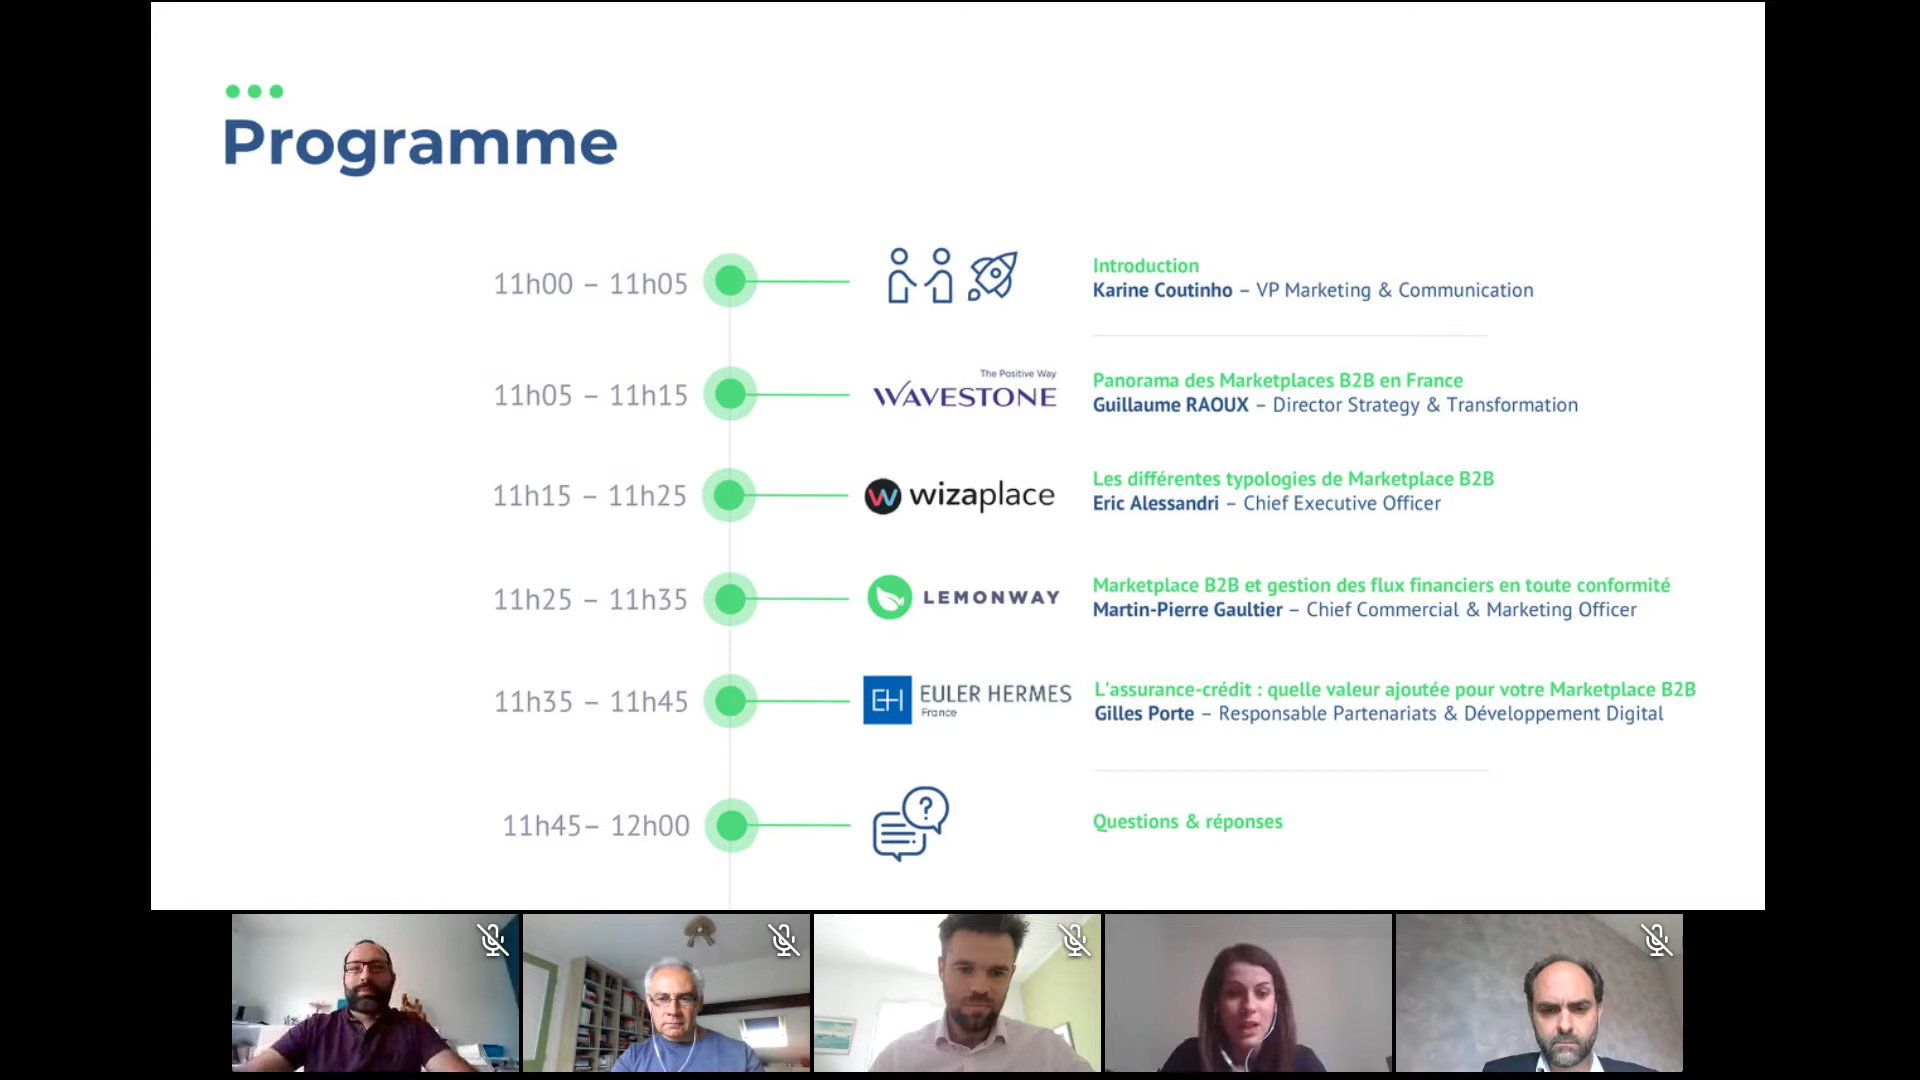 Programme
11h00 – 11h05
Introduction
Karine Coutinho – VP Marketing & Communication
11h05 – 11h15
The Positive Way
WAVESTONE
Panorama des Marketplaces B2B en France
Guillaume RAOUX – Director Strategy & Transformation
11h15 – 11h25
wizaplace
Les différentes typologies de Marketplace B2B
Eric Alessandri – Chief Executive Officer
11h25 – 11h35
LEMONWAY
Marketplace B2B et gestion des flux financiers en toute conformité
Martin-Pierre Gaultier – Chief Commercial & Marketing Officer
11h35 – 11h45
EH EULER HERMES
France
L'assurance-crédit : quelle valeur ajoutée pour votre Marketplace B2B
Gilles Porte – Responsable Partenariats & Développement Digital
11h45– 12h00
?
Questions & réponses